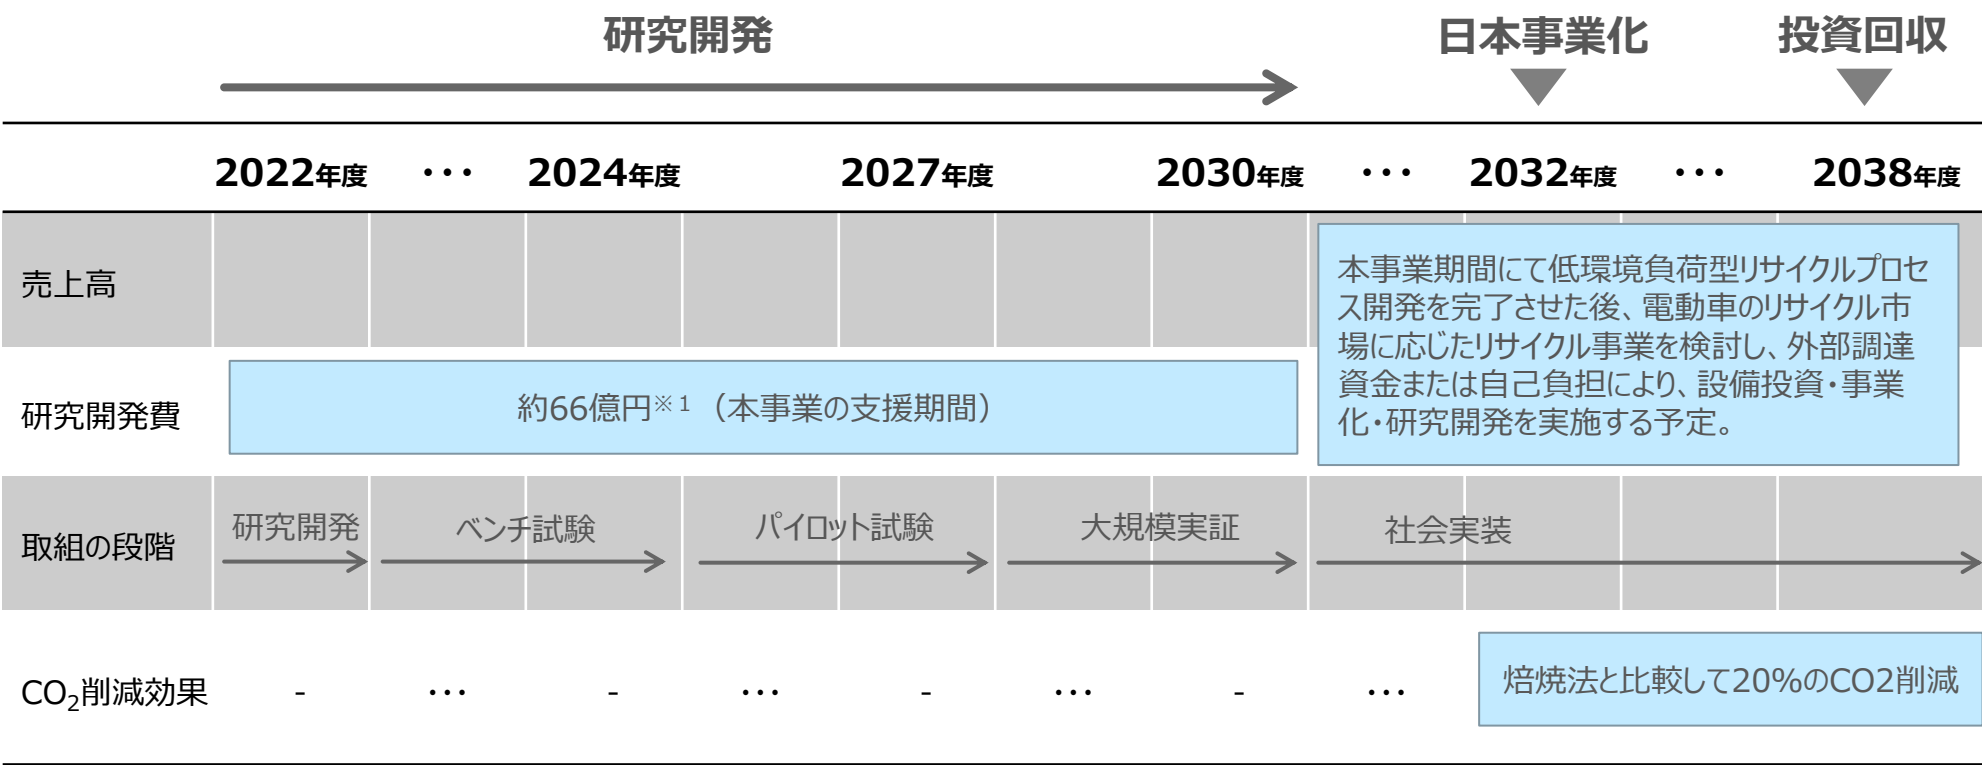 研究開発 日本事業化 投資回収
2022年度 ・・・ 2024年度 2027年度 2030年度 ・・・ 2032年度 ・・・ 2038年度
売上高
本事業期間にて低環境負荷型リサイクルプロセ
ス開発を完了させた後、電動車のリサイクル市
場に応じたリサイクル事業を検討し、外部調達
資金または自己負担により、設備投資・事業
化・研究開発を実施する予定。
研究開発費
約66億円※1（本事業の支援期間）
取組の段階
研究開発 ベンチ試験 パイロット試験 大規模実証 社会実装
CO2削減効果 - ・・・ - ・・・ - ・・・ - ・・・ 焙焼法と比較して20%のCO2削減